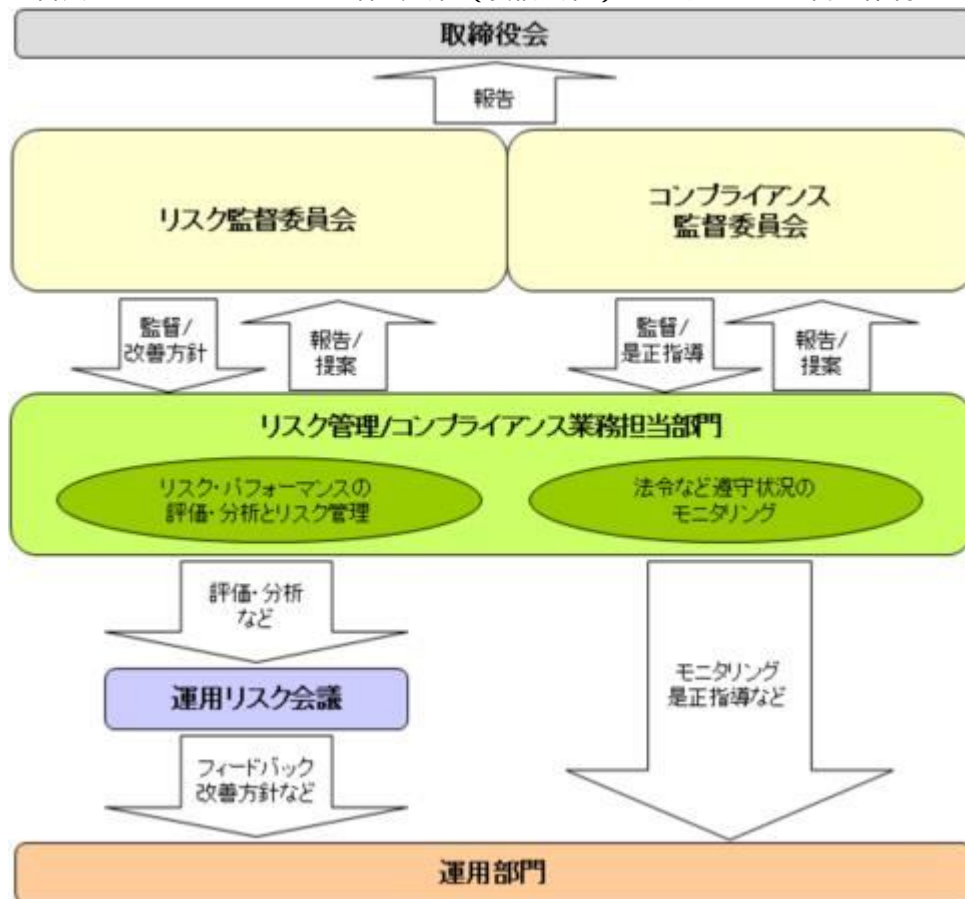 取締役会
報告
リスク監督委員会
コンプライアンス
監督委員会
監督/
改善方針
報告/
提案
監督/
是正指導
報告/
提案
リスク管理/コンプライアンス業務担当部門
リスク・パフォーマンスの
評価・分析とリスク管理
法令など遵守状況の
モニタリング
評価・分析
など
運用リスク会議
モニタリング
是正指導など
フィードバック
改善方針など
運用部門